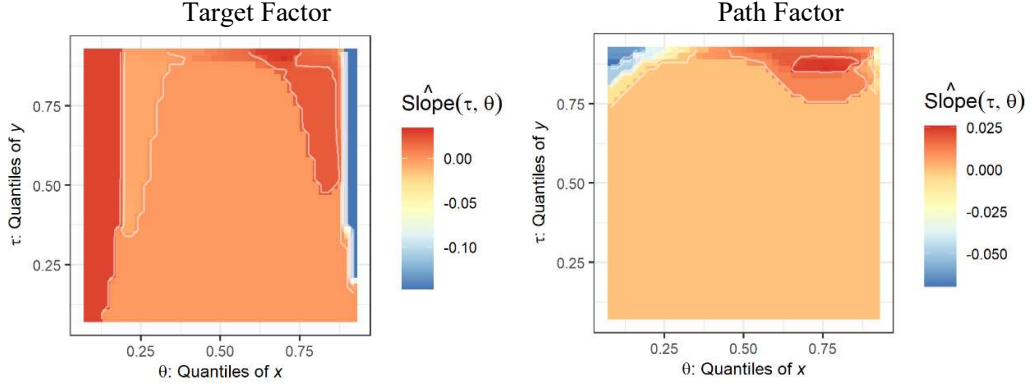 Target Factor
Path Factor
τ: Quantiles of y
0.75
0.50
0.25
0.25
0.50
0.75
θ: Quantiles of x
^
Slope(τ, θ)
0.00
-0.05
-0.10
τ: Quantiles of y
0.75
0.50
0.25
0.25
0.50
0.75
θ: Quantiles of x
^
Slope(τ, θ)
0.025
0.000
-0.025
-0.050